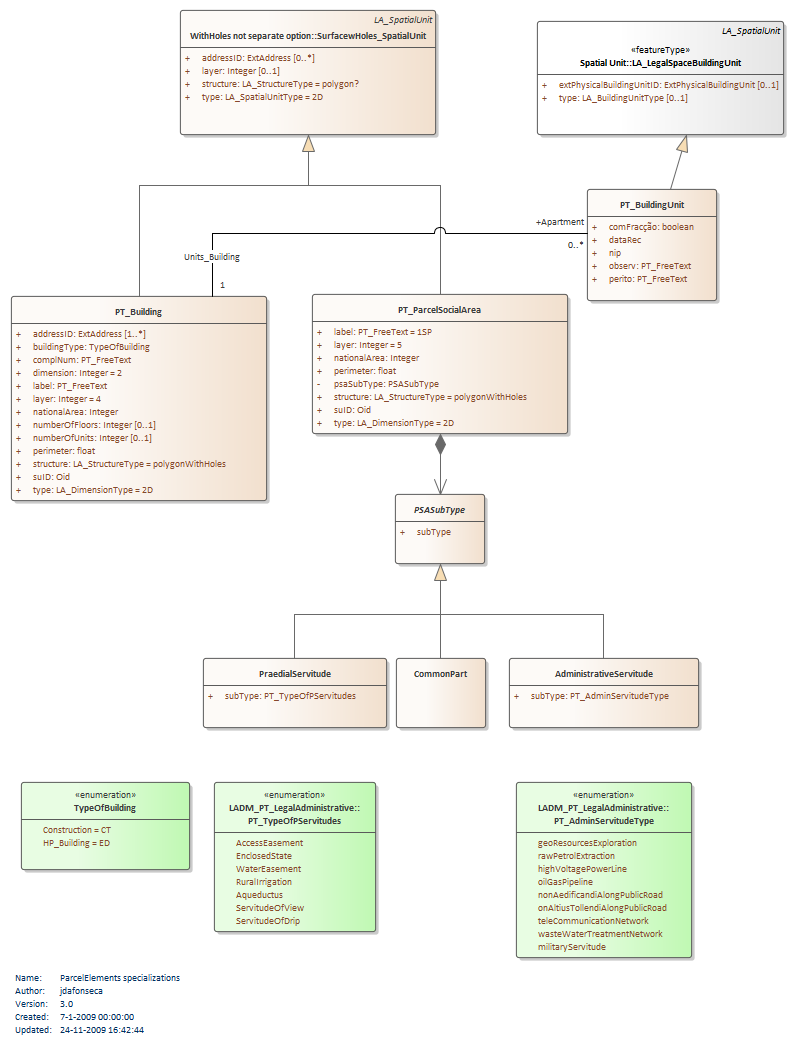 LA_SpatialUnit
WithHoles not separate option::SurfacewHoles_SpatialUnit
+ addressID: ExtAddress [0..*]
+ layer: Integer [0..1]
+ structure: LA_StructureType = polygon?
+ type: LA_SpatialUnitType = 2D
LA_SpatialUnit
«featureType»
Spatial Unit::LA_LegalSpaceBuildingUnit
+ extPhysicalBuildingUnitID: ExtPhysicalBuildingUnit [0..1]
+ type: LA_BuildingUnitType [0..1]
PT_BuildingUnit
+ comFracção: boolean
+ dataRec
+ nip
+ observ: PT_FreeText
+ perito: PT_FreeText
+Apartment
0..*
Units_Building
1
PT_Building
+ addressID: ExtAddress [1..*]
+ buildingType: TypeOfBuilding
+ complNum: PT_FreeText
+ dimension: Integer = 2
+ label: PT_FreeText
+ layer: Integer = 4
+ nationalArea: Integer
+ numberOfFloors: Integer [0..1]
+ numberOfUnits: Integer [0..1]
+ perimeter: float
+ structure: LA_StructureType = polygonWithHoles
+ suID: Oid
+ type: LA_DimensionType = 2D
PT_ParcelSocialArea
+ label: PT_FreeText = 1SP
+ layer: Integer = 5
+ nationalArea: Integer
+ perimeter: float
- psaSubType: PSASubType
+ structure: LA_StructureType = polygonWithHoles
+ suID: Oid
+ type: LA_DimensionType = 2D
PSASubType
+ subType
PraedialServitude
+ subType: PT_TypeOfPServitudes
CommonPart
AdministrativeServitude
+ subType: PT_AdminServitudeType
«enumeration»
TypeOfBuilding
Construction = CT
HP_Building = ED
«enumeration»
LADM_PT_LegalAdministrative::
PT_TypeOfPServitudes
AccessEasement
EnclosedState
WaterEasement
RuralIrrigation
Aqueductus
ServitudeOfView
ServitudeOfDrip
«enumeration»
LADM_PT_LegalAdministrative::
PT_AdminServitudeType
geoResourcesExploration
rawPetrolExtraction
highVoltagePowerLine
oilGasPipeline
nonAedificandiAlongPublicRoad
onAltiusTollendiAlongPublicRoad
teleCommunicationNetwork
wasteWaterTreatmentNetwork
militaryServitude
Name: ParcelElements specializations
Author: jdafonseca
Version: 3.0
Created: 7-1-2009 00:00:00
Updated: 24-11-2009 16:42:44